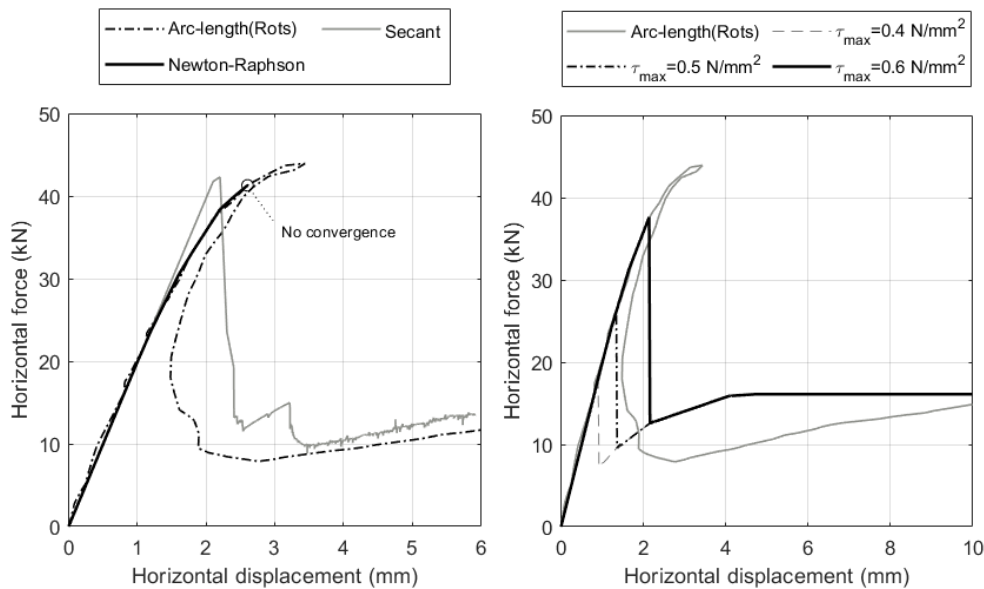 Arc-length(Rots) Secant
Newton-Raphson
50
40
30
20
10
0
0 1 2 3 4 5 6
Horizontal force (kN)
Horizontal displacement (mm)
No convergence
Arc-length(Rots) τmax=0.4 N/mm²
τmax=0.5 N/mm² τmax=0.6 N/mm²
50
40
30
20
10
0
0 2 4 6 8 10
Horizontal force (kN)
Horizontal displacement (mm)